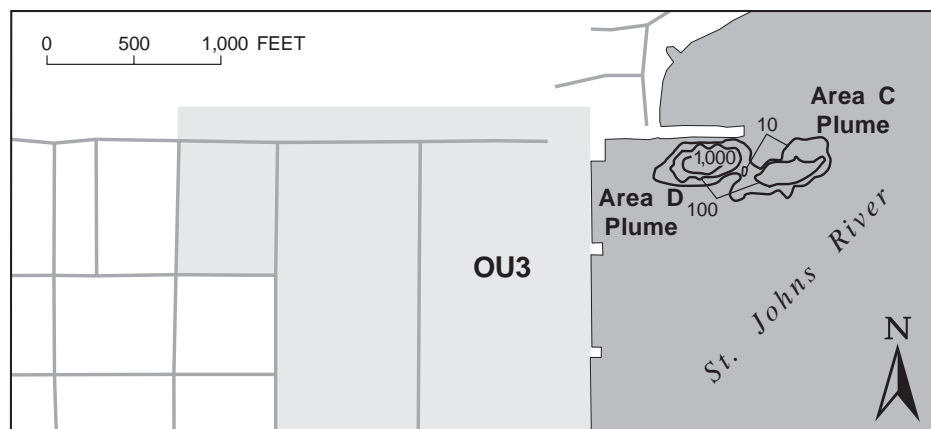 0 500 1,000 FEET
Area C
Plume
10
1,000
Area D
Plume
100
OU3
St. Johns River
N